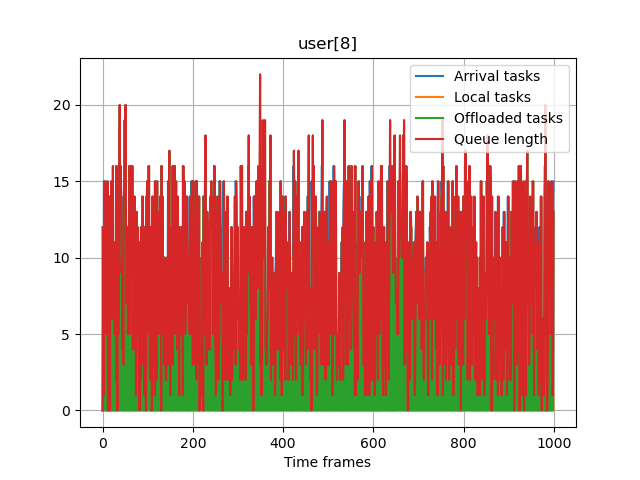 user[8]
Arrival tasks
Local tasks
Offloaded tasks
Queue length
20
15
10
5
0
0 200 400 600 800 1000
Time frames